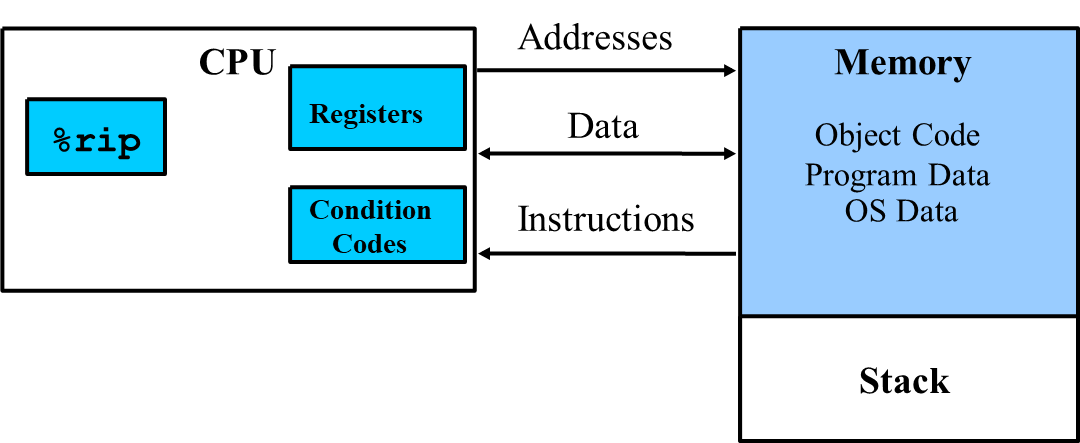 CPU
%rip
Registers
Condition
Codes
Addresses
Data
Instructions
Memory
Object Code
Program Data
OS Data
Stack